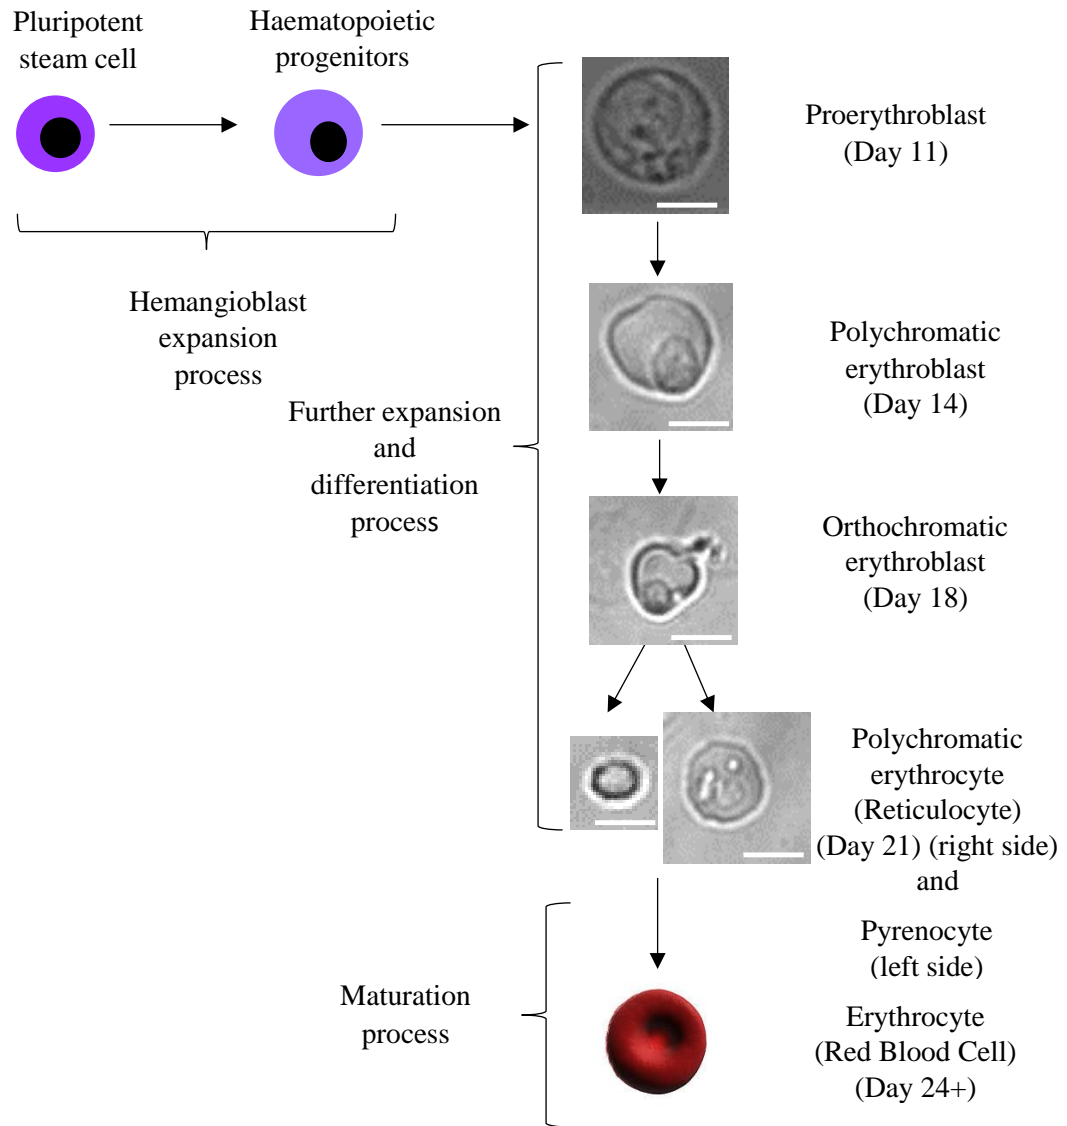 Pluripotent
steam cell
Haematopoietic
progenitors
Proerythroblast
(Day 11)
Hemangioblast
expansion
process
Polychromatic
erythroblast
(Day 14)
Further expansion
and
differentiation
process
Orthochromatic
erythroblast
(Day 18)
Polychromatic
erythrocyte
(Reticulocyte)
(Day 21) (right side)
and
Pyrenocyte
(left side)
Maturation
process
Erythrocyte
(Red Blood Cell)
(Day 24+)